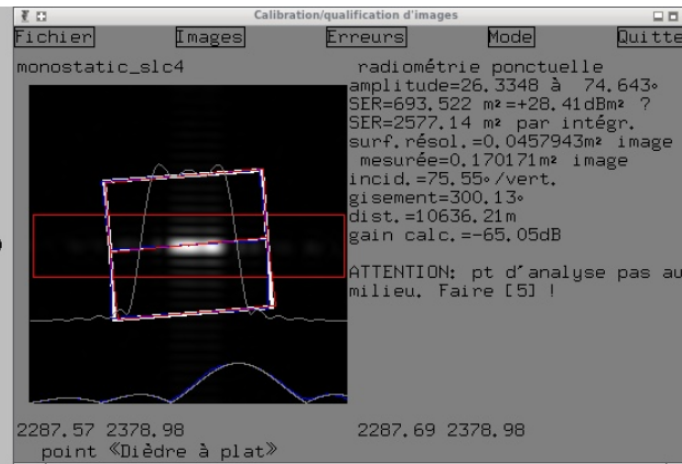 Calibration/qualification d'images
Fichier Images Erreurs Mode Quitte
monostatic_slc4
radiométrie ponctuelle
amplitude=26.3348 à 74.643°
SER=693.522 m²=+28.41dBm² ?
SER=2577.14 m² par intégr.
surf.résol.=0.0457943m² image
mesurée=0.170171m² image
incid.=75.55°/vert.
gisement=300.13°
dist.=10636.21m
gain calc.=-65.05dB
ATTENTION: pt d'analyse pas au
milieu. Faire [5] !
2287.57 2378.98 2287.69 2378.98
point «Dièdre à plat»